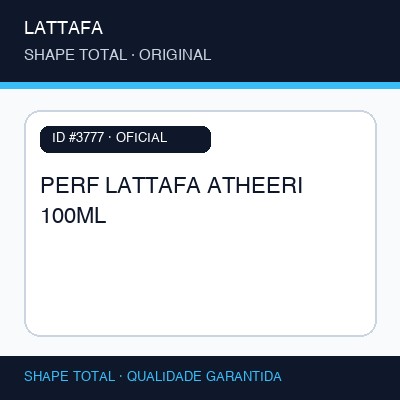 LATTAFA
SHAPE TOTAL · ORIGINAL
ID #3777 · OFICIAL
PERF LATTAFA ATHEERI
100ML
SHAPE TOTAL · QUALIDADE GARANTIDA